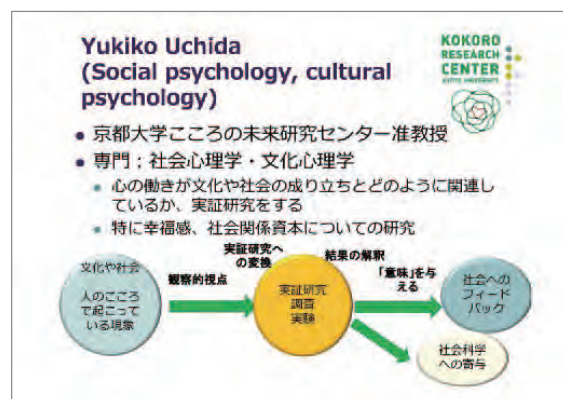 Yukiko Uchida
(Social psychology, cultural
psychology)
KOKORO
RESEARCH
CENTER
KYOTO UNIVERSITY
● 京都大学こころの未来研究センター准教授
● 専門：社会心理学・文化心理学
● 心の働きが文化や社会の成り立ちとどのように関連し
ているか、実証研究をする
● 特に幸福感、社会関係資本についての研究
文化や社会
人のこころ
で起こって
いる現象
観察的視点
実証研究へ
の変換
実証研究
調査
実験
結果の解釈
「意味」を与
える
社会への
フィード
バック
社会科学
への寄与